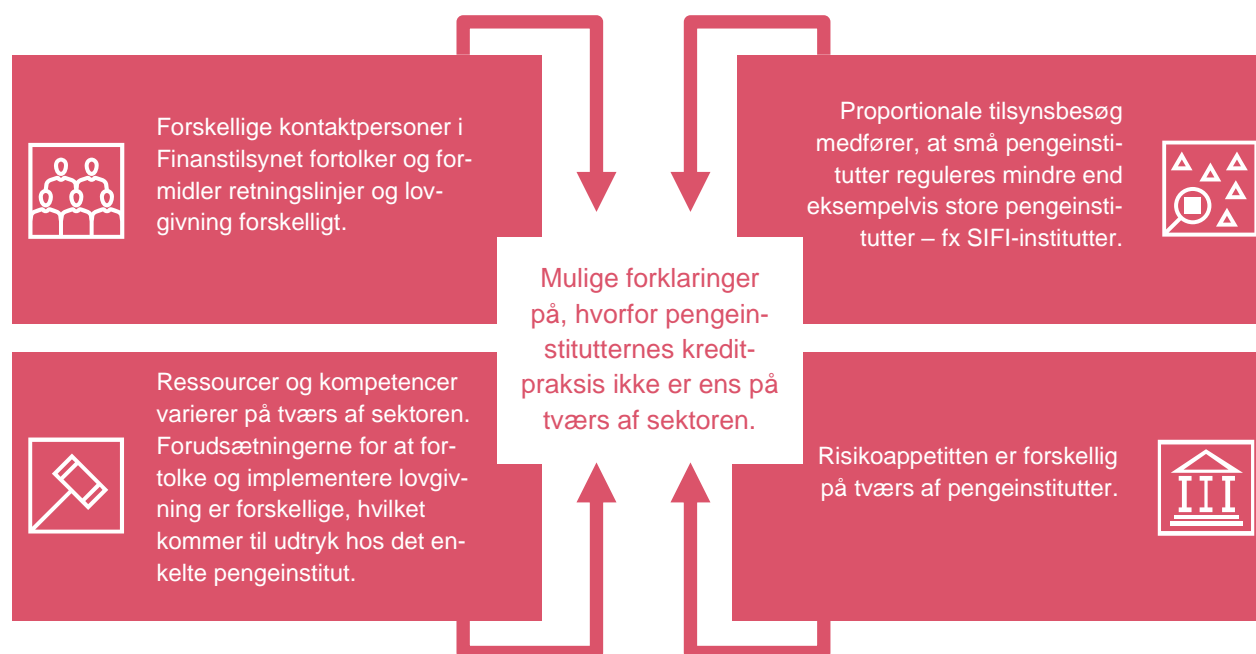 Forskellige kontaktpersoner i
Finanstilsynet fortolker og for-
midler retningslinjer og lov-
givning forskelligt.
Proportionale tilsynsbesøg
medfører, at små pengeinsti-
tutter reguleres mindre end
eksempelvis store pengeinsti-
tutter – fx SIFI-institutter.
Mulige forklaringer
på, hvorfor pengein-
stitutternes kredit-
praksis ikke er ens på
tværs af sektoren.
Ressourcer og kompetencer
varierer på tværs af sektoren.
Forudsætningerne for at for-
tolke og implementere lovgiv-
ning er forskellige, hvilket
kommer til udtryk hos det en-
kelte pengeinstitut.
Risikoappetitten er forskellig
på tværs af pengeinstitutter.